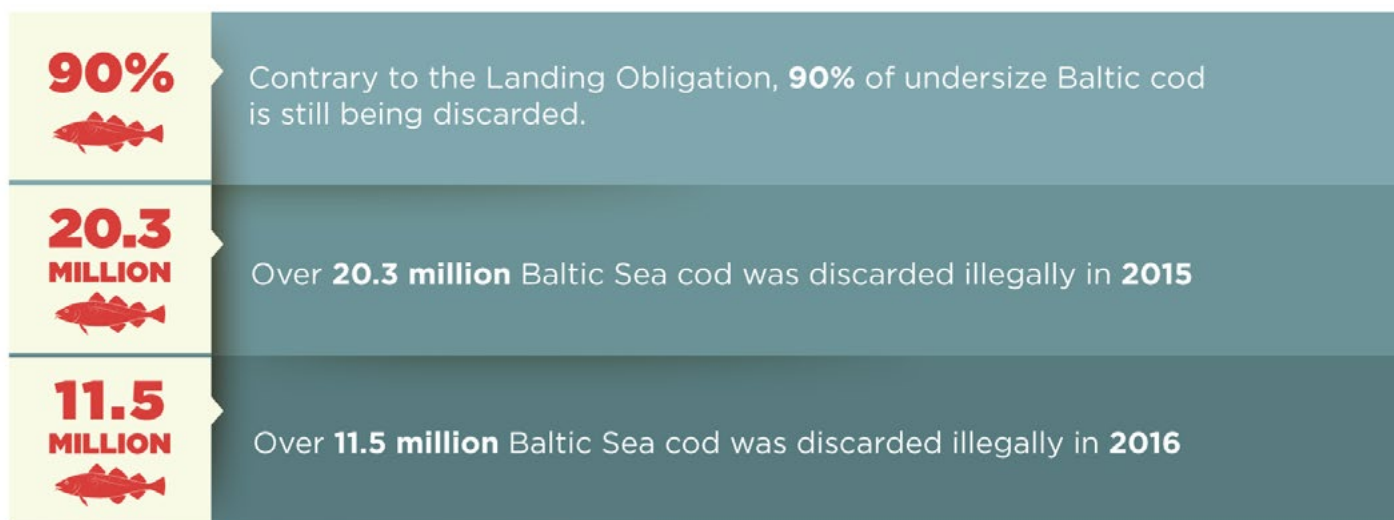 90%
Contrary to the Landing Obligation, 90% of undersize Baltic cod
is still being discarded.
20.3
MILLION
Over 20.3 million Baltic Sea cod was discarded illegally in 2015
11.5
MILLION
Over 11.5 million Baltic Sea cod was discarded illegally in 2016